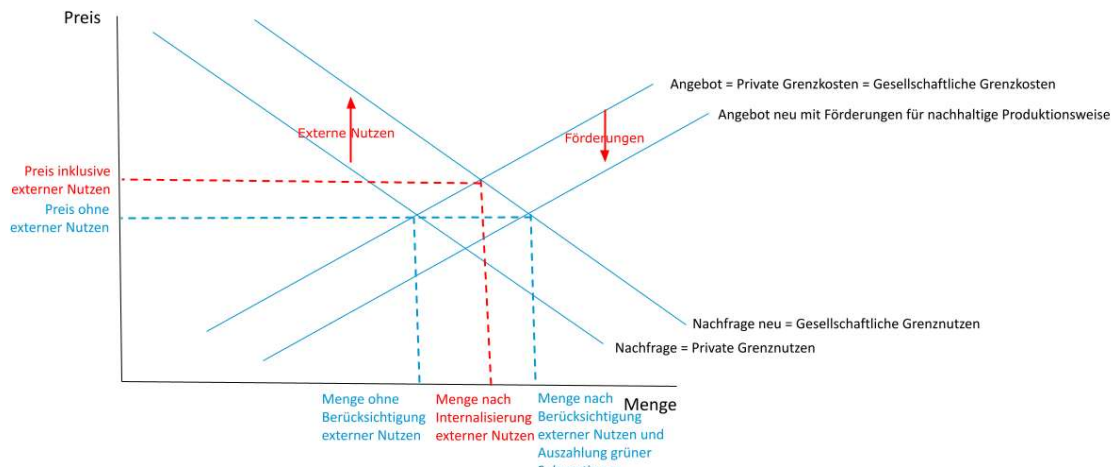 Preis
Angebot = Private Grenzkosten = Gesellschaftliche Grenzkosten
Angebot neu mit Förderungen für nachhaltige Produktionsweise
Externe Nutzen
Förderungen
Preis inklusive
externer Nutzen
Preis ohne
externer Nutzen
Nachfrage neu = Gesellschaftliche Grenznutzen
Nachfrage = Private Grenznutzen
Menge ohne
Berücksichtigung
externer Nutzen
Menge nach
Internalisierung
externer Nutzen
Menge nach
Berücksichtigung
externer Nutzen und
Auszahlung grüner
Menge